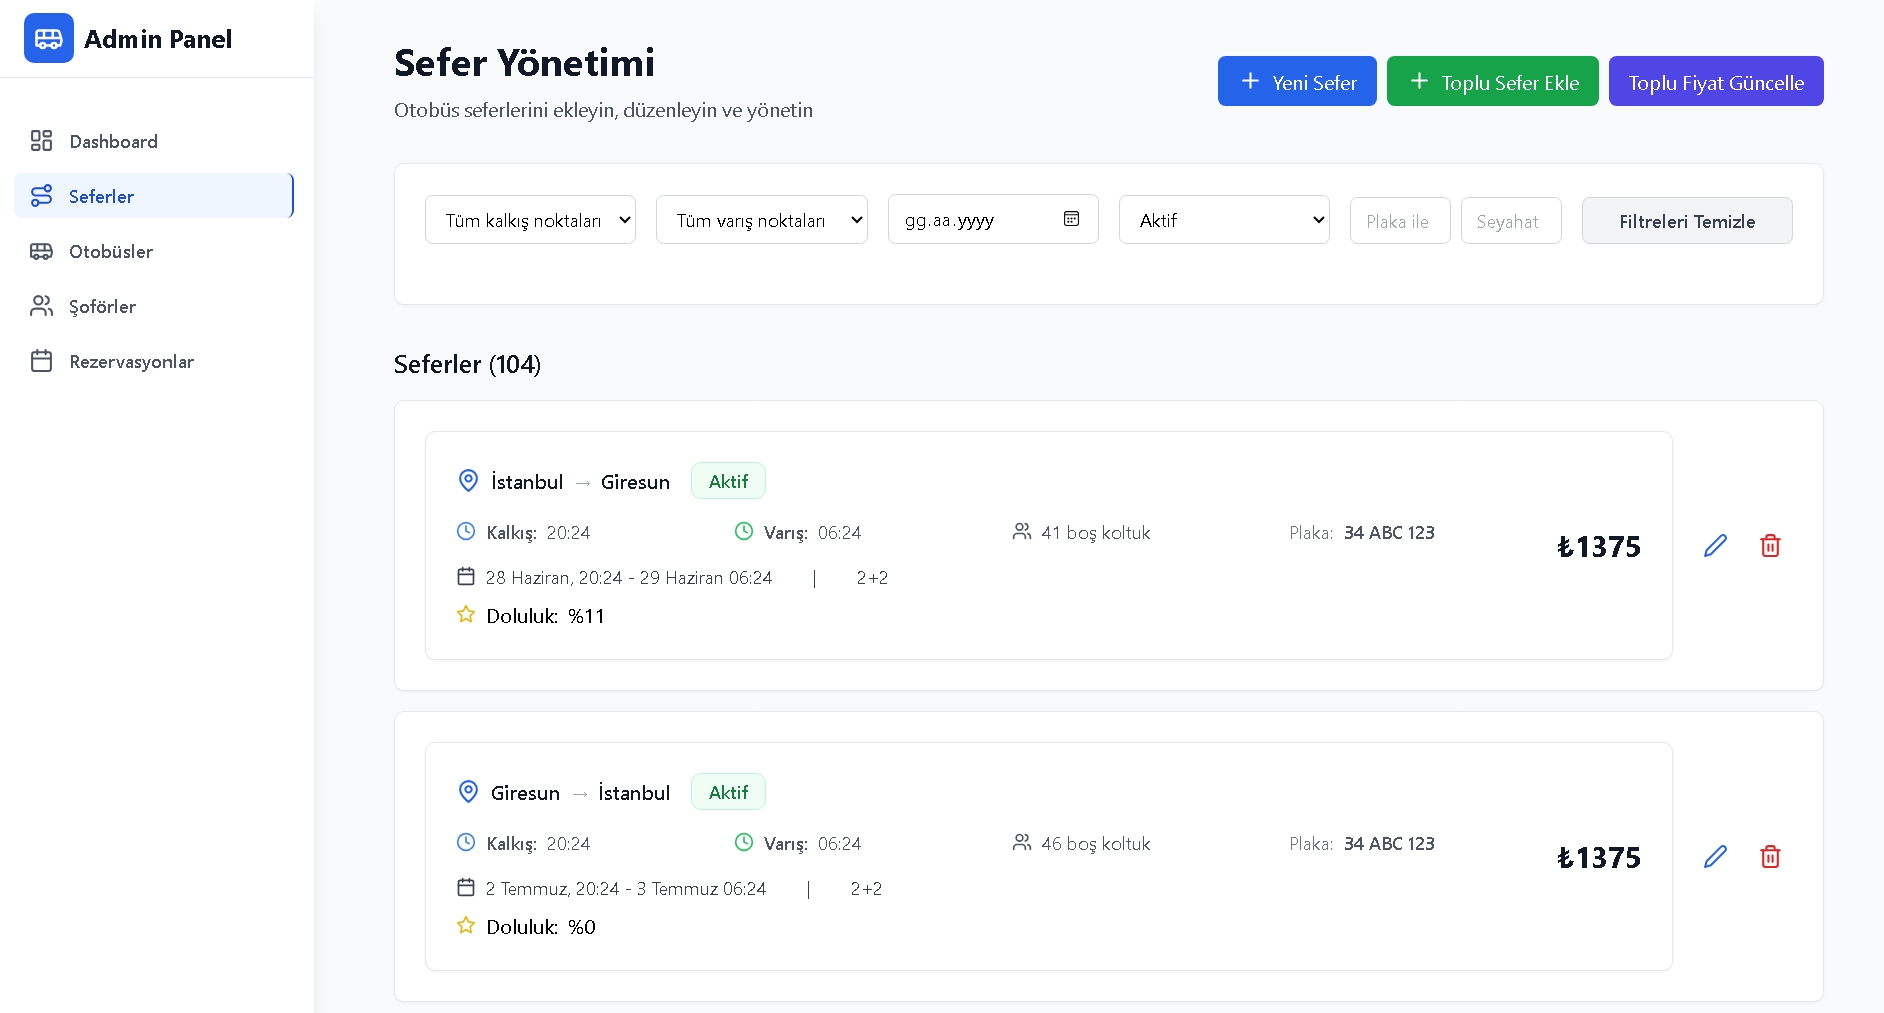 Admin Panel
Dashboard
Seferler
Otobüsler
Şoförler
Rezervasyonlar
Sefer Yönetimi
Otobüs seferlerini ekleyin, düzenleyin ve yönetin
+ Yeni Sefer
+ Toplu Sefer Ekle
Toplu Fiyat Güncelle
Tüm kalkış noktaları
Tüm varış noktaları
gg.aa.yyyy
Aktif
Plaka ile
Seyahat
Filtreleri Temizle
Seferler (104)
İstanbul → Giresun Aktif
Kalkış: 20:24 Varış: 06:24 41 boş koltuk Plaka: 34 ABC 123
₺1375
28 Haziran, 20:24 - 29 Haziran 06:24 | 2+2
Doluluk: %11
Giresun → İstanbul Aktif
Kalkış: 20:24 Varış: 06:24 46 boş koltuk Plaka: 34 ABC 123
₺1375
2 Temmuz, 20:24 - 3 Temmuz 06:24 | 2+2
Doluluk: %0